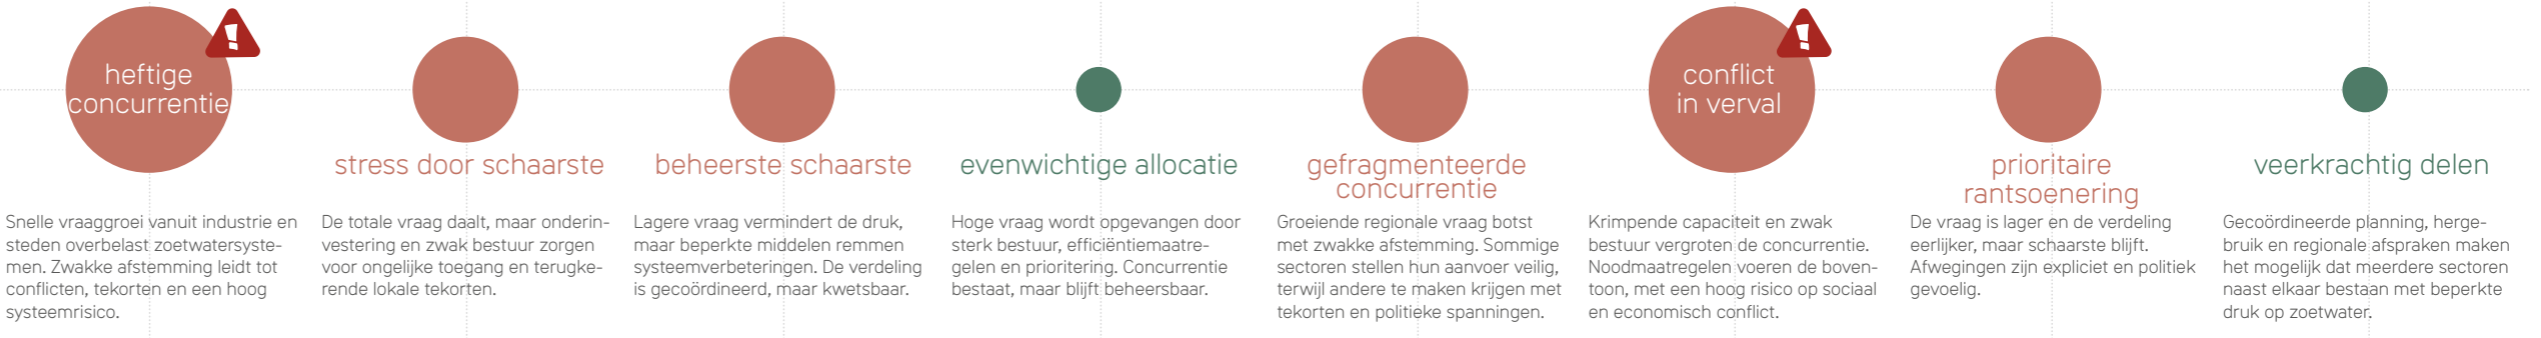 heftige
concurrentie
Snelle vraaggroei vanuit industrie en
steden overbelast zoetwatersyste-
men. Zwakke afstemming leidt tot
conflicten, tekorten en een hoog
systeemrisico.
stress door schaarste
De totale vraag daalt, maar onderin-
vestering en zwak bestuur zorgen
voor ongelijke toegang en terugke-
rende lokale tekorten.
beheerste schaarste
Lagere vraag vermindert de druk,
maar beperkte middelen remmen
systeemverbeteringen. De verdeling
is gecoördineerd, maar kwetsbaar.
evenwichtige allocatie
Hoge vraag wordt opgevangen door
sterk bestuur, efficiëntiemaatre-
gelen en prioritering. Concurrentie
bestaat, maar blijft beheersbaar.
gefragmenteerde
concurrentie
Groeiende regionale vraag botst
met zwakke afstemming. Sommige
sectoren stellen hun aanvoer veilig,
terwijl andere te maken krijgen met
tekorten en politieke spanningen.
conflict
in verval
Krimpende capaciteit en zwak
bestuur vergroten de concurrentie.
Noodmaatregelen voeren de boven-
toon, met een hoog risico op sociaal
en economisch conflict.
prioritaire
rantsoenering
De vraag is lager en de verdeling
eerlijker, maar schaarste blijft.
Afwegingen zijn expliciet en politiek
gevoelig.
veerkrachtig delen
Gecoördineerde planning, herge-
bruik en regionale afspraken maken
het mogelijk dat meerdere sectoren
naast elkaar bestaan met beperkte
druk op zoetwater.